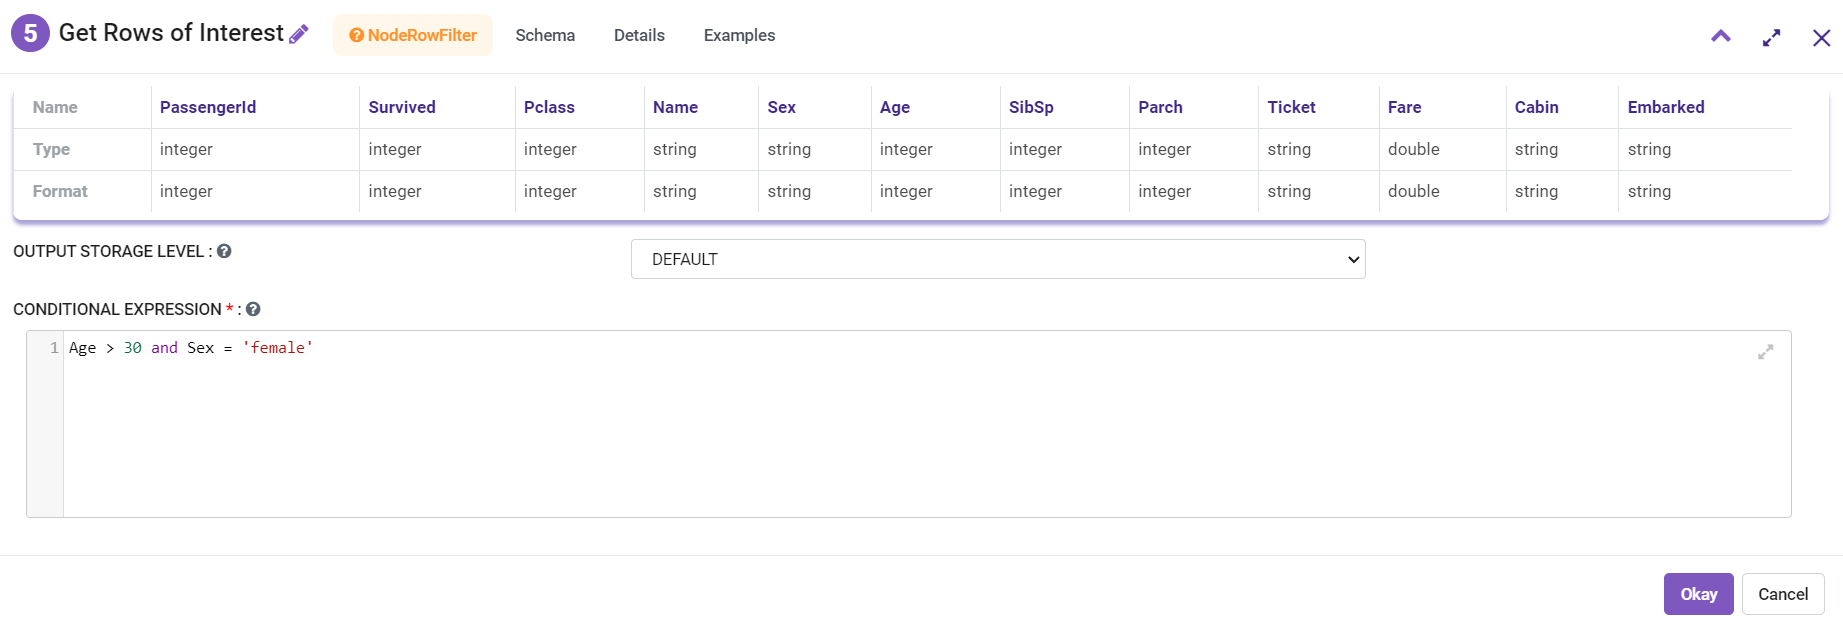 5 Get Rows of Interest NodeRowFilter Schema Details Examples
Name PassengerId Survived Pclass Name Sex Age SibSp Parch Ticket Fare Cabin Embarked
Type integer integer integer string string integer integer integer string double string string
Format integer integer integer string string integer integer integer string double string string
OUTPUT STORAGE LEVEL : DEFAULT
CONDITIONAL EXPRESSION * :
1 Age > 30 and Sex = 'female'
Okay Cancel